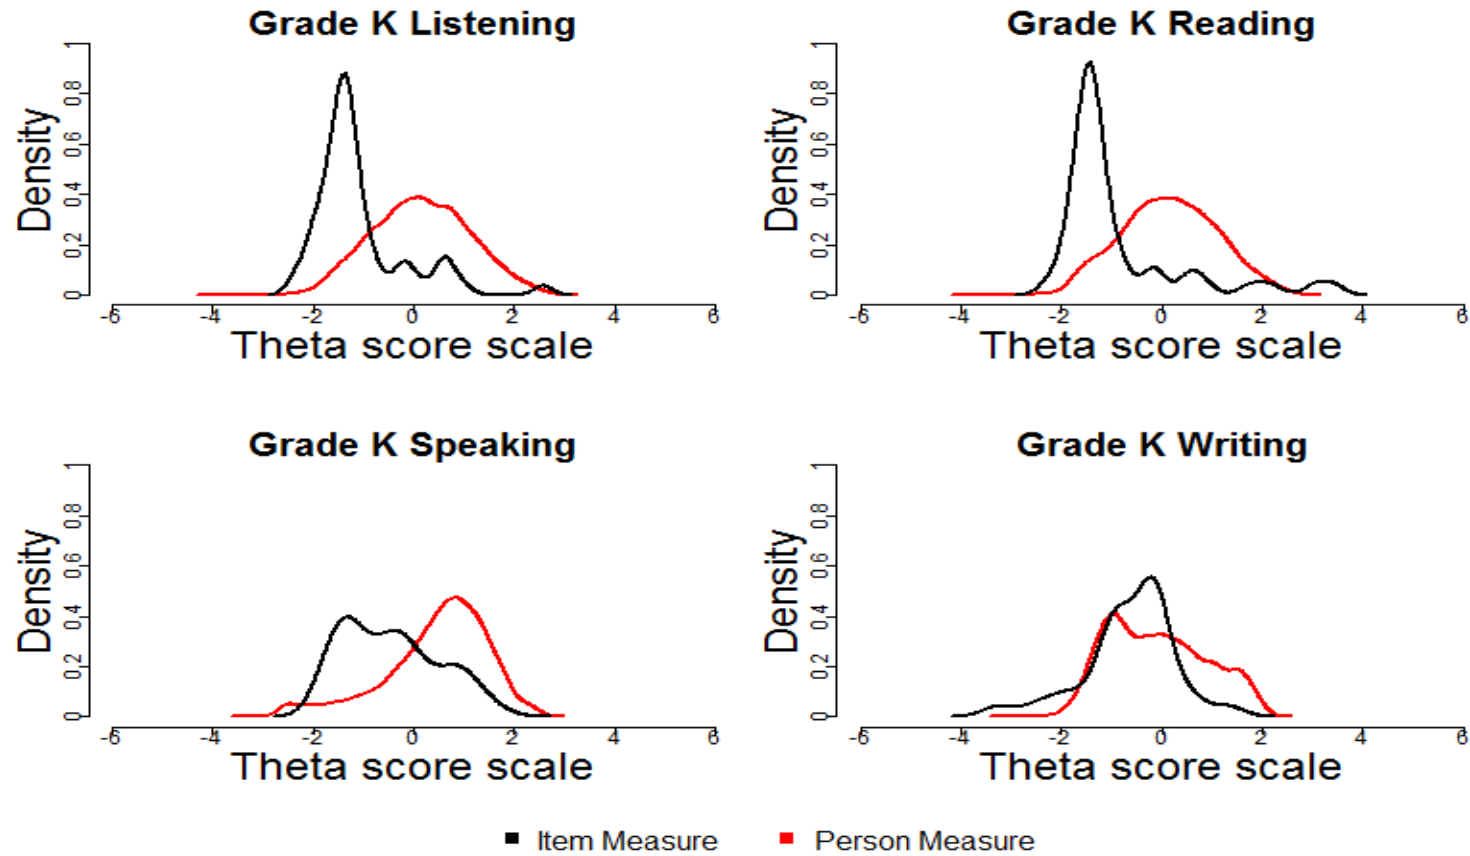 Grade K Listening
Density
0 0.2 0.4 0.6 0.8 1
-6 -4 -2 0 2 4 6
Theta score scale
Grade K Reading
Density
0 0.2 0.4 0.6 0.8 1
-6 -4 -2 0 2 4 6
Theta score scale
Grade K Speaking
Density
0 0.2 0.4 0.6 0.8 1
-6 -4 -2 0 2 4 6
Theta score scale
Grade K Writing
Density
0 0.2 0.4 0.6 0.8 1
-6 -4 -2 0 2 4 6
Theta score scale
Item Measure
Person Measure